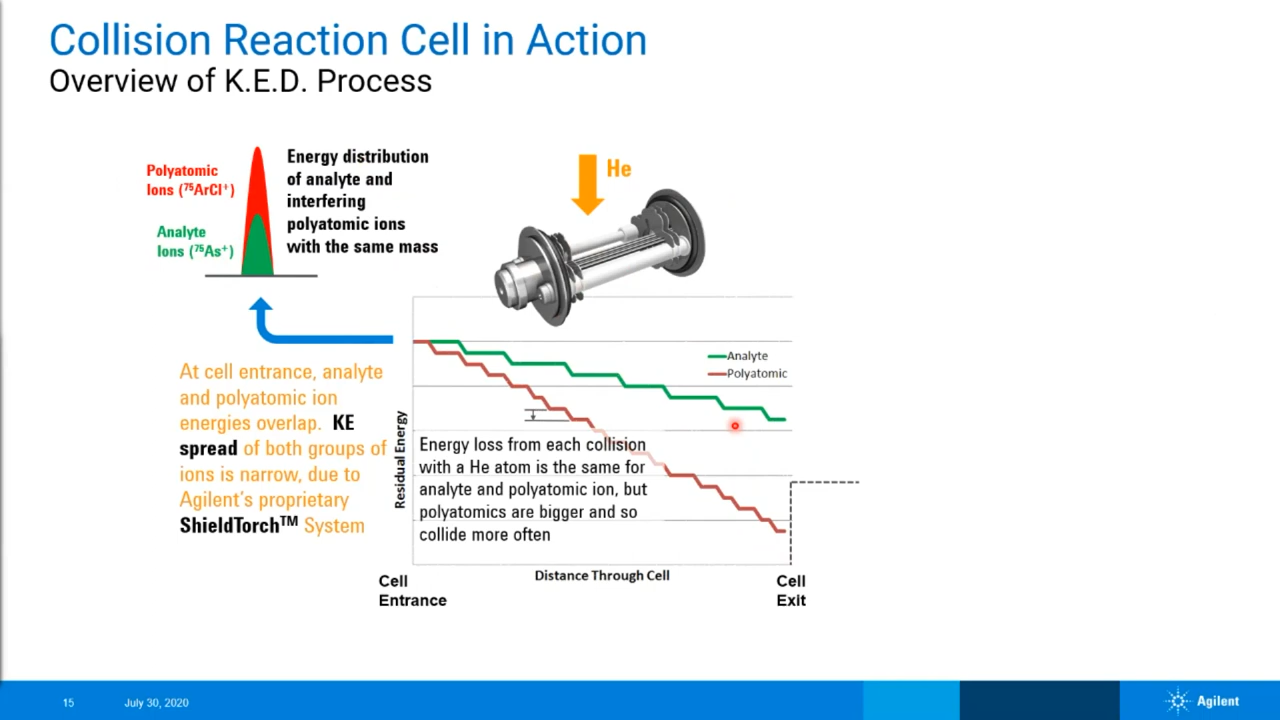 Collision Reaction Cell in Action
Overview of K.E.D. Process
Polyatomic
Ions (⁷⁵ArCl⁺)
Analyte
Ions (⁷⁵As⁺)
Energy distribution
of analyte and
interfering
polyatomic ions
with the same mass
He
At cell entrance, analyte
and polyatomic ion
energies overlap. KE
spread of both groups of
ions is narrow, due to
Agilent's proprietary
ShieldTorch™ System
Residual Energy
Analyte
Polyatomic
Energy loss from each collision
with a He atom is the same for
analyte and polyatomic ion, but
polyatomics are bigger and so
collide more often
Distance Through Cell
Cell
Entrance
Cell
Exit
15
July 30, 2020
Agilent